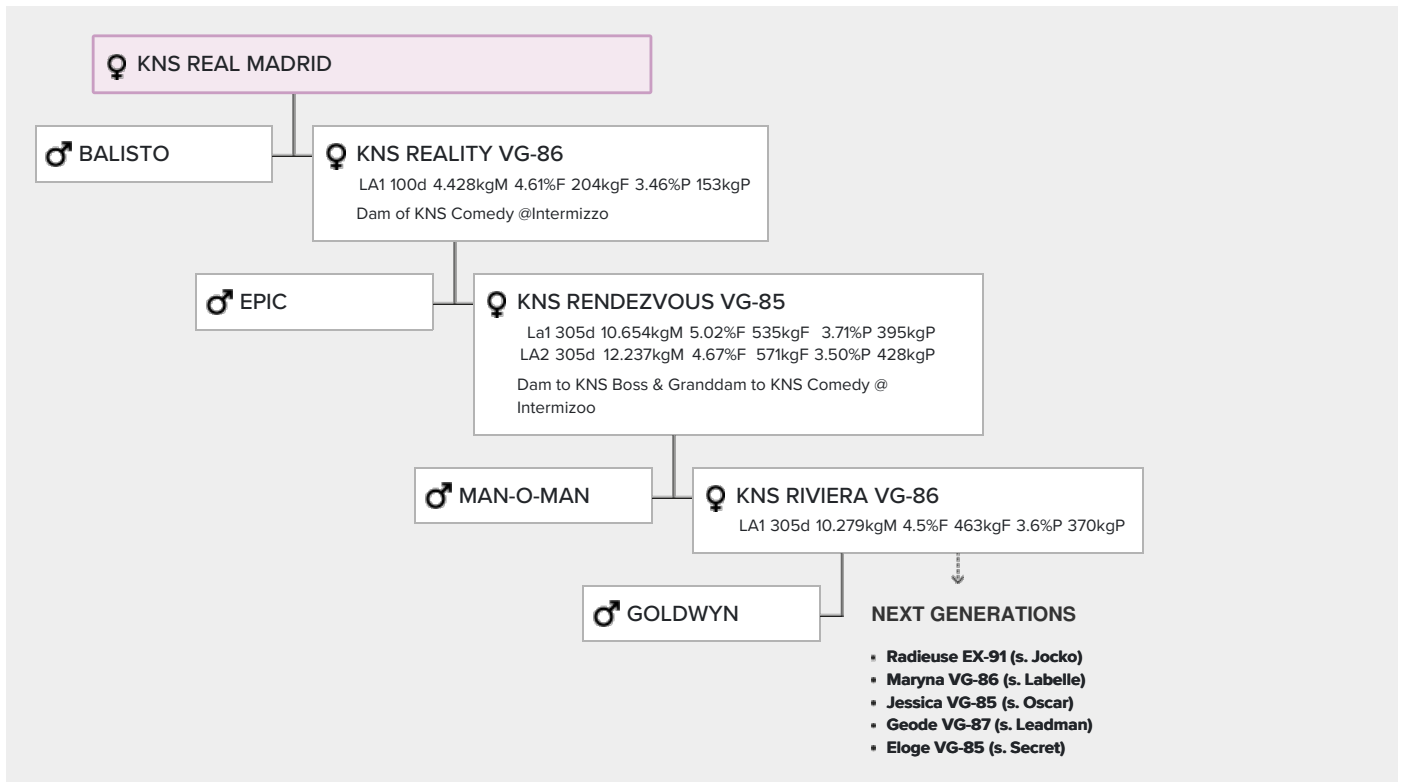 KNS REAL MADRID
BALISTO
KNS REALITY VG-86
LA1 100d 4.428kgM 4.61%F 204kgF 3.46%P 153kgP
Dam of KNS Comedy @Intermizzo
EPIC
KNS RENDEZVOUS VG-85
La1 305d 10.654kgM 5.02%F 535kgF 3.71%P 395kgP
LA2 305d 12.237kgM 4.67%F 571kgF 3.50%P 428kgP
Dam to KNS Boss & Granddam to KNS Comedy @
Intermizoo
MAN-O-MAN
KNS RIVIERA VG-86
LA1 305d 10.279kgM 4.5%F 463kgF 3.6%P 370kgP
GOLDWYN
NEXT GENERATIONS
Radieuse EX-91 (s. Jocko)
Maryna VG-86 (s. Labelle)
Jessica VG-85 (s. Oscar)
Geode VG-87 (s. Leadman)
Eloge VG-85 (s. Secret)